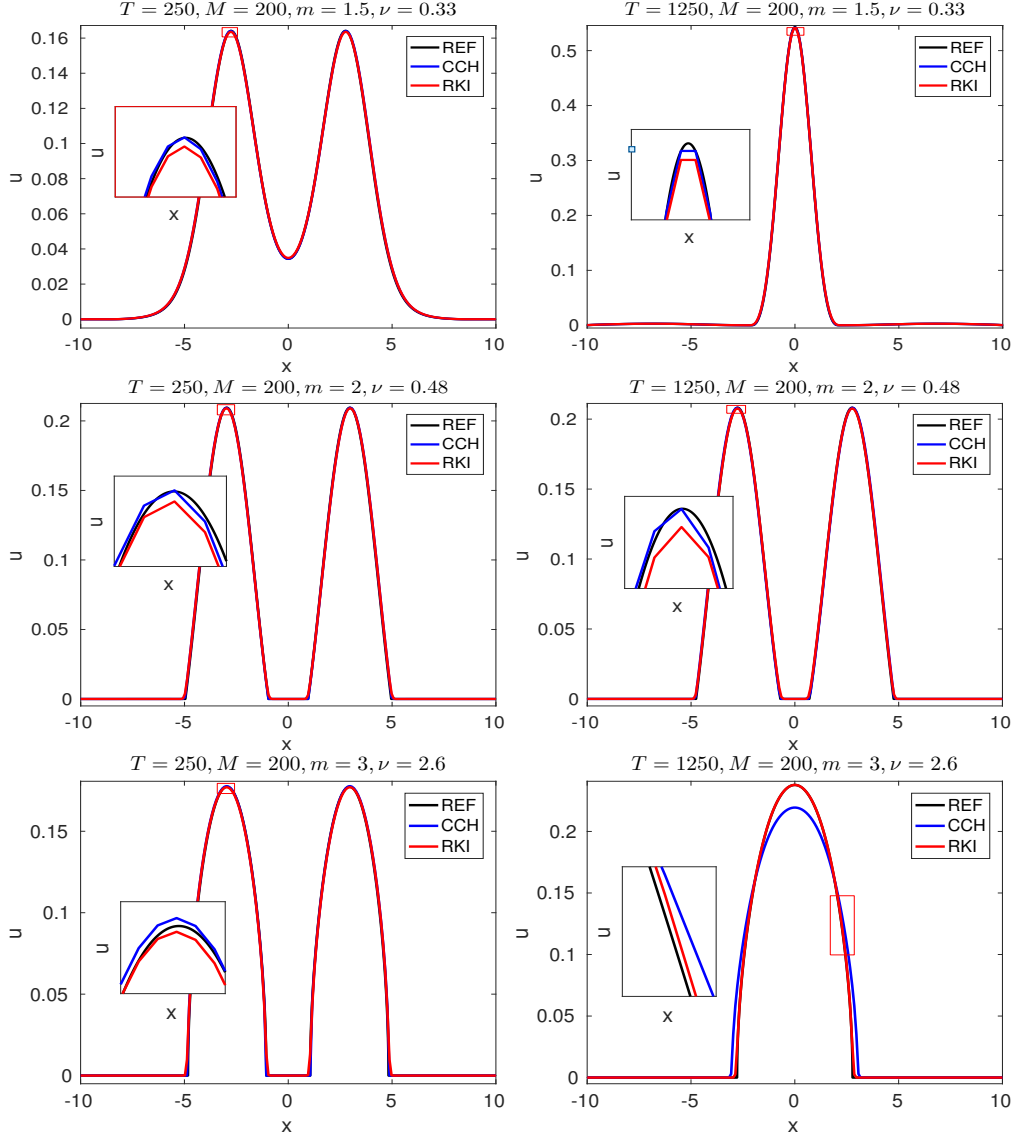 T = 250, M = 200, m = 1.5, ν = 0.33
0.16
0.14
0.12
0.1
0.08
0.06
0.04
0.02
0
u
REF
CCH
RKI
u
x
-10
-5
0
5
10
x
T = 1250, M = 200, m = 1.5, ν = 0.33
0.5
0.4
0.3
0.2
0.1
0
u
REF
CCH
RKI
u
x
-10
-5
0
5
10
x
T = 250, M = 200, m = 2, ν = 0.48
0.2
0.15
0.1
0.05
0
u
REF
CCH
RKI
u
x
-10
-5
0
5
10
x
T = 1250, M = 200, m = 2, ν = 0.48
0.2
0.15
0.1
0.05
0
u
REF
CCH
RKI
u
x
-10
-5
0
5
10
x
T = 250, M = 200, m = 3, ν = 2.6
0.15
0.1
0.05
0
u
REF
CCH
RKI
u
x
-10
-5
0
5
10
x
T = 1250, M = 200, m = 3, ν = 2.6
0.2
0.15
0.1
0.05
0
u
REF
CCH
RKI
u
x
-10
-5
0
5
10
x